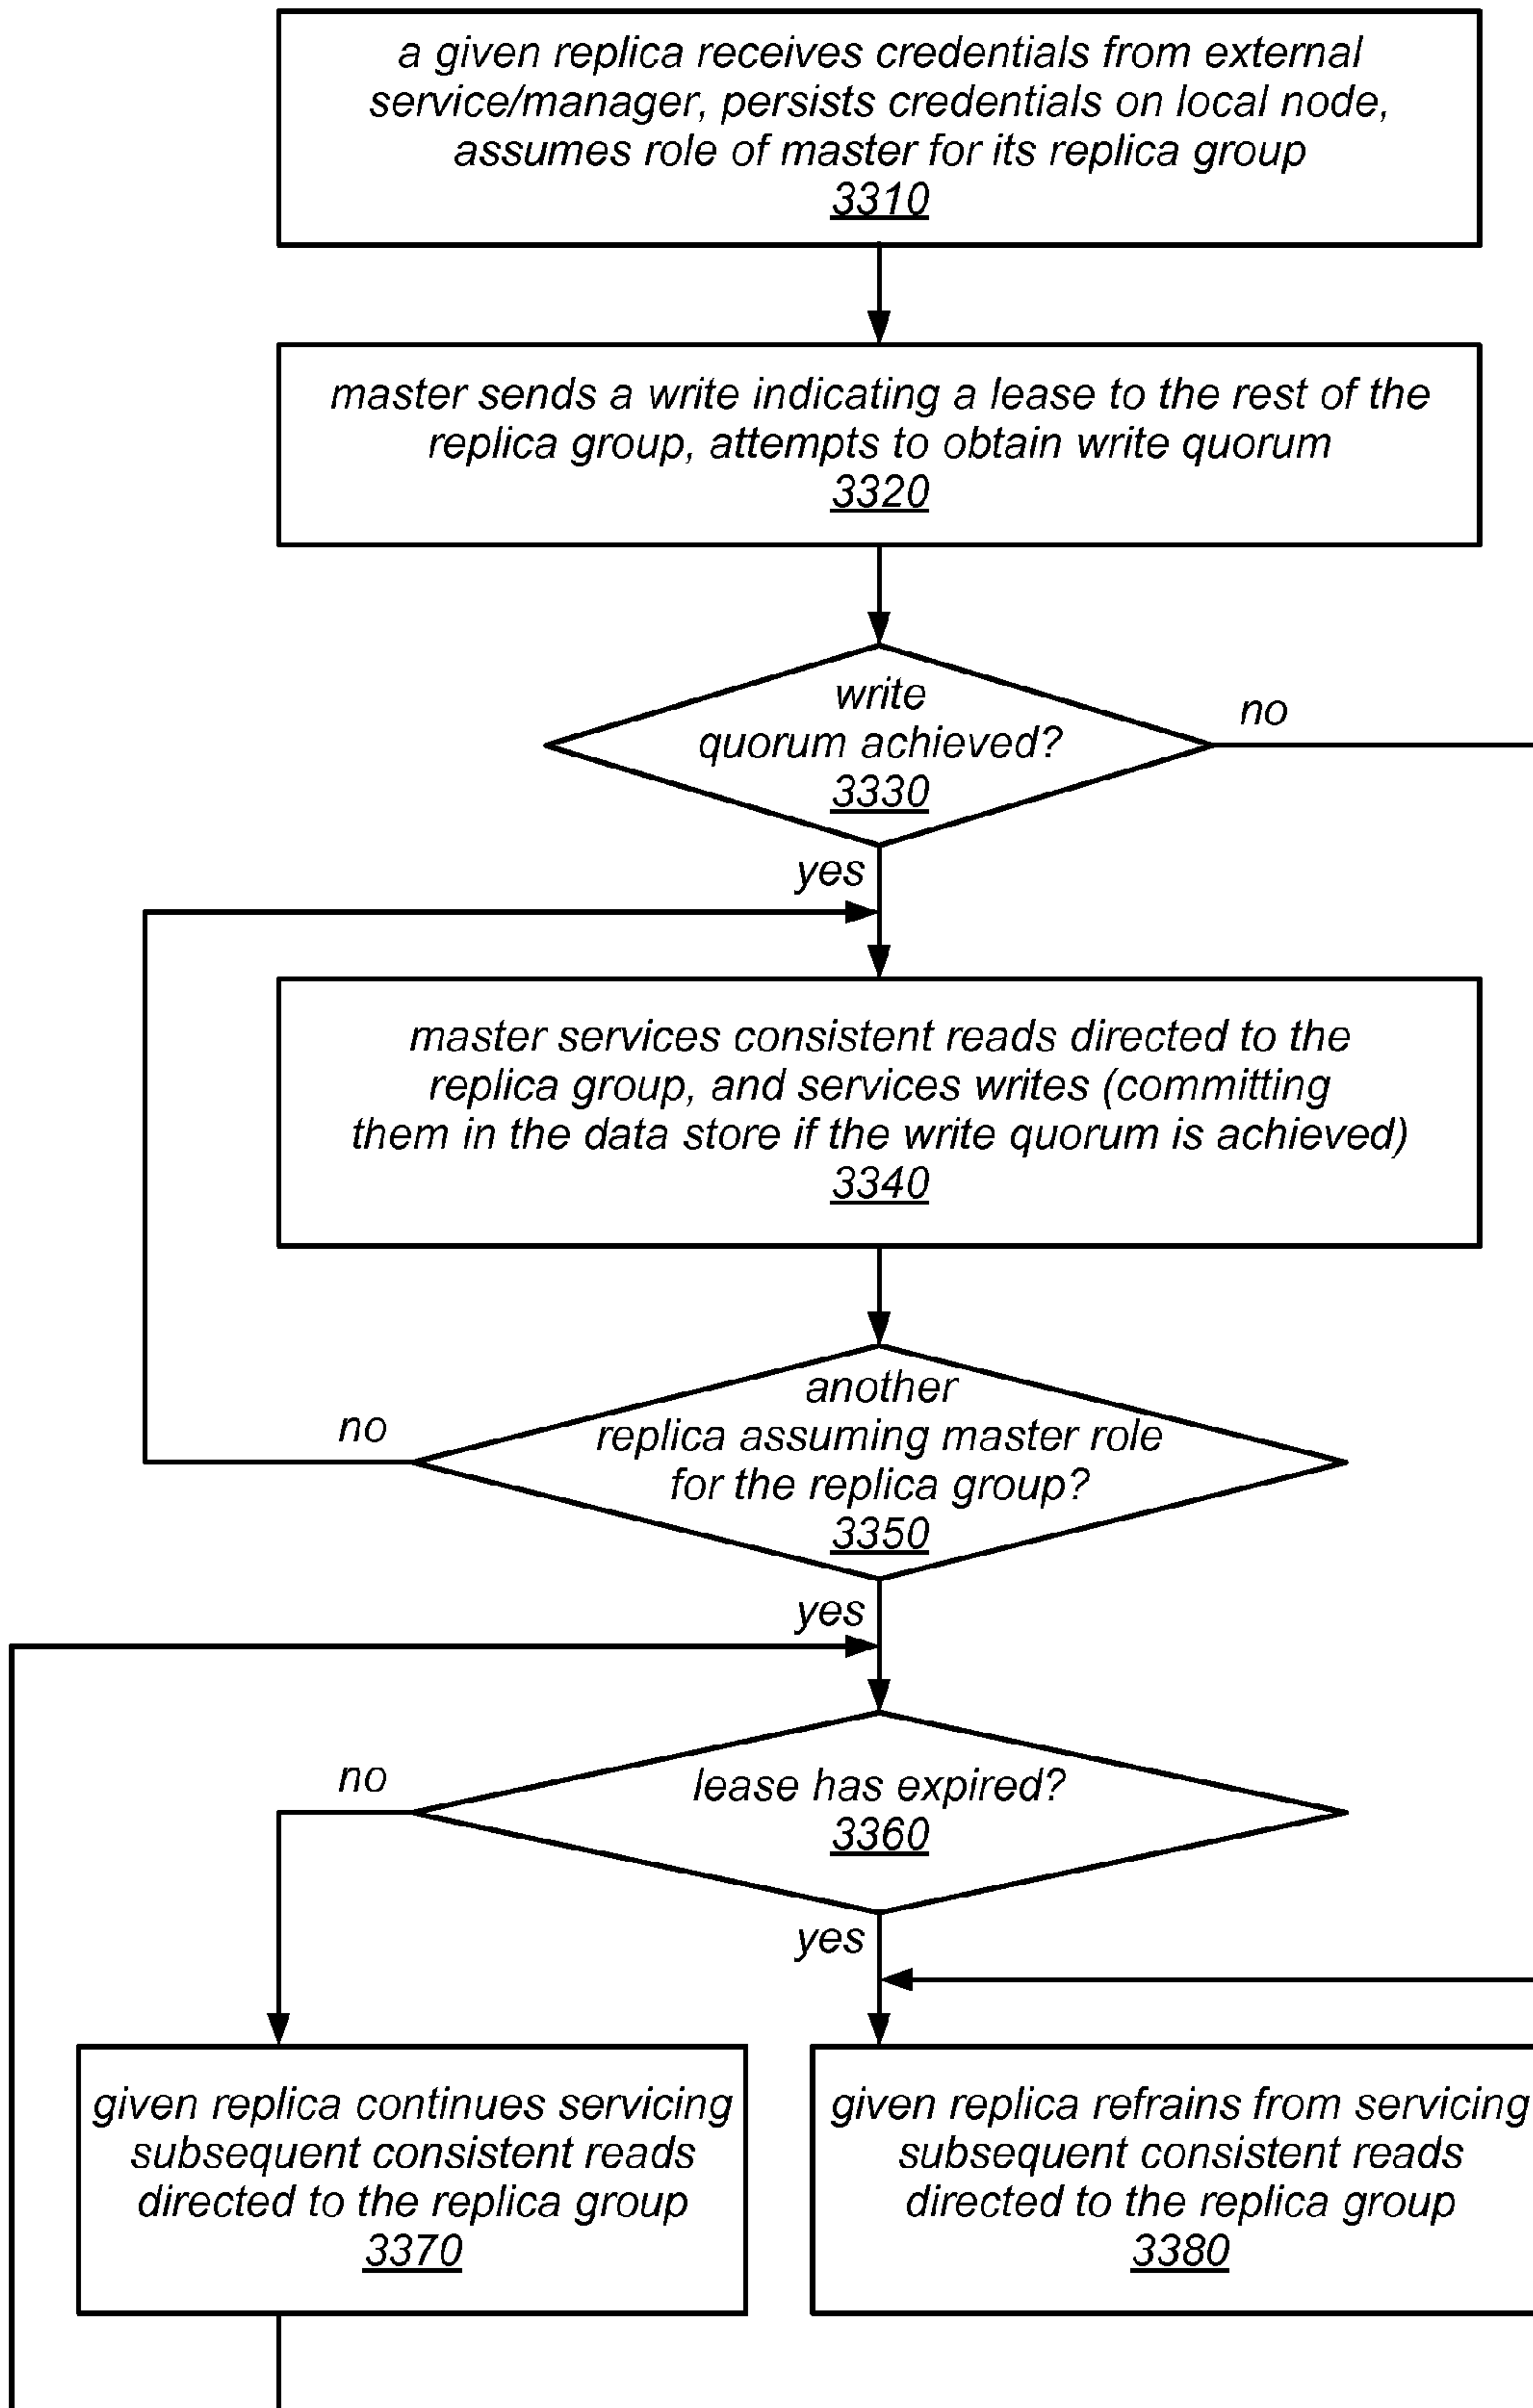 a given replica receives credentials from external
service/manager, persists credentials on local node,
assumes role of master for its replica group
3310
master sends a write indicating a lease to the rest of the
replica group, attempts to obtain write quorum
3320
write
quorum achieved?
3330
no
yes
master services consistent reads directed to the
replica group, and services writes (committing
them in the data store if the write quorum is achieved)
3340
another
replica assuming master role
for the replica group?
3350
no
yes
lease has expired?
3360
no
yes
given replica continues servicing
subsequent consistent reads
directed to the replica group
3370
given replica refrains from servicing
subsequent consistent reads
directed to the replica group
3380